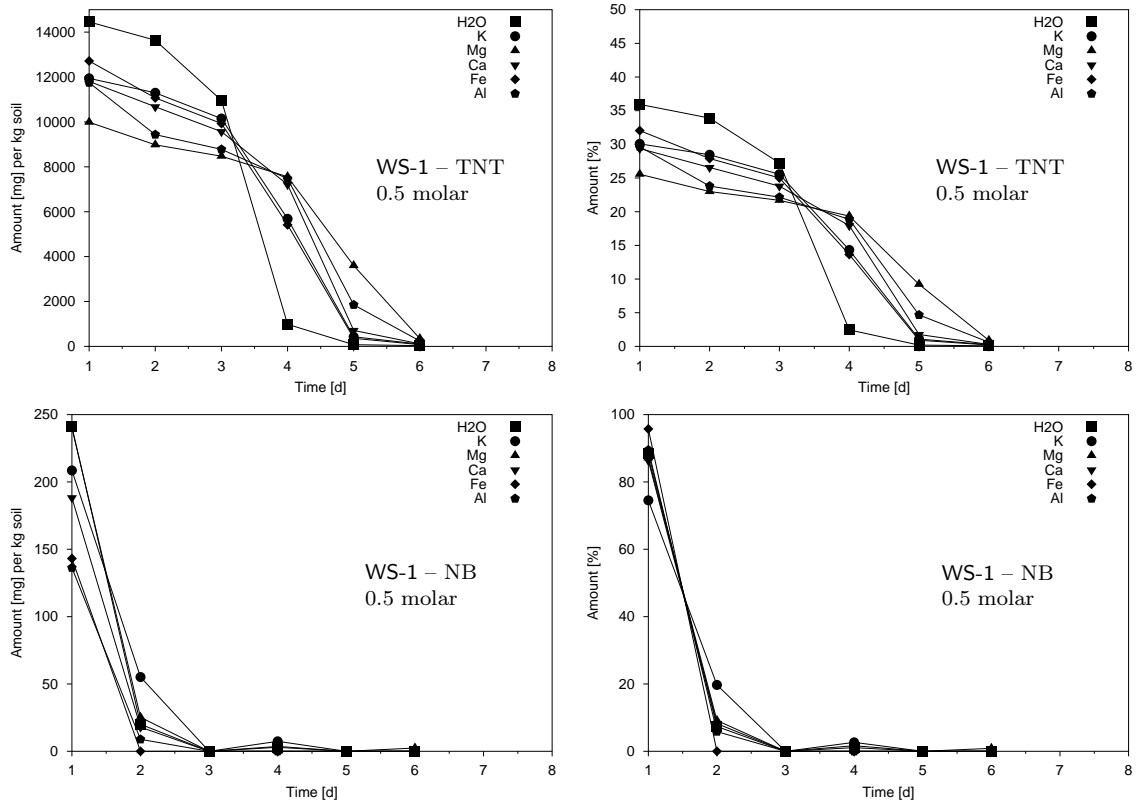 14000
12000
10000
8000
6000
4000
2000
0
Amount [mg] per kg soil
H2O
K
Mg
Ca
Fe
Al
WS-1 – TNT
0.5 molar
1 2 3 4 5 6 7 8
Time [d]
50
45
40
35
30
25
20
15
10
5
0
Amount [%]
H2O
K
Mg
Ca
Fe
Al
WS-1 – TNT
0.5 molar
1 2 3 4 5 6 7 8
Time [d]
250
200
150
100
50
0
Amount [mg] per kg soil
H2O
K
Mg
Ca
Fe
Al
WS-1 – NB
0.5 molar
1 2 3 4 5 6 7 8
Time [d]
100
80
60
40
20
0
Amount [%]
H2O
K
Mg
Ca
Fe
Al
WS-1 – NB
0.5 molar
1 2 3 4 5 6 7 8
Time [d]